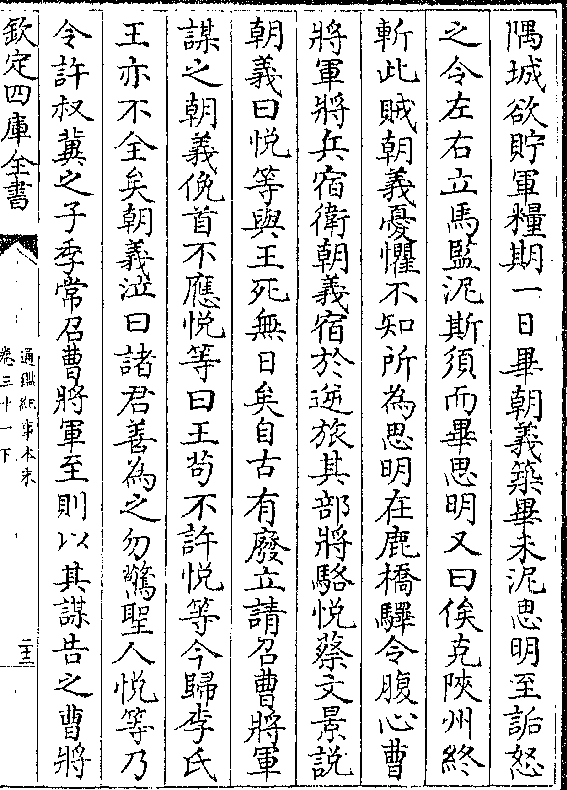 隅城欲貯軍糧期一日畢朝義築畢未泥思明至詬怒
之令左右立馬監泥斯須而畢思明又曰俟克陜州終
斬此賊朝義憂懼不知所為思明在鹿橋驛令腹心曹
將軍將兵宿衛朝義宿於逆旅其部將駱悅蔡文景説
朝義曰悅等與王死無日矣自古有廢立請召曹將軍
謀之朝義俛首不應悅等曰王茍不許悅等今歸李氏
王亦不全矣朝義泣曰諸君善為之勿驚聖人悅等乃
令許叔冀之子季常召曹將軍至則以其謀告之曹將
欽定四庫全書
通鑑紀事本末
卷三十一下
二十三